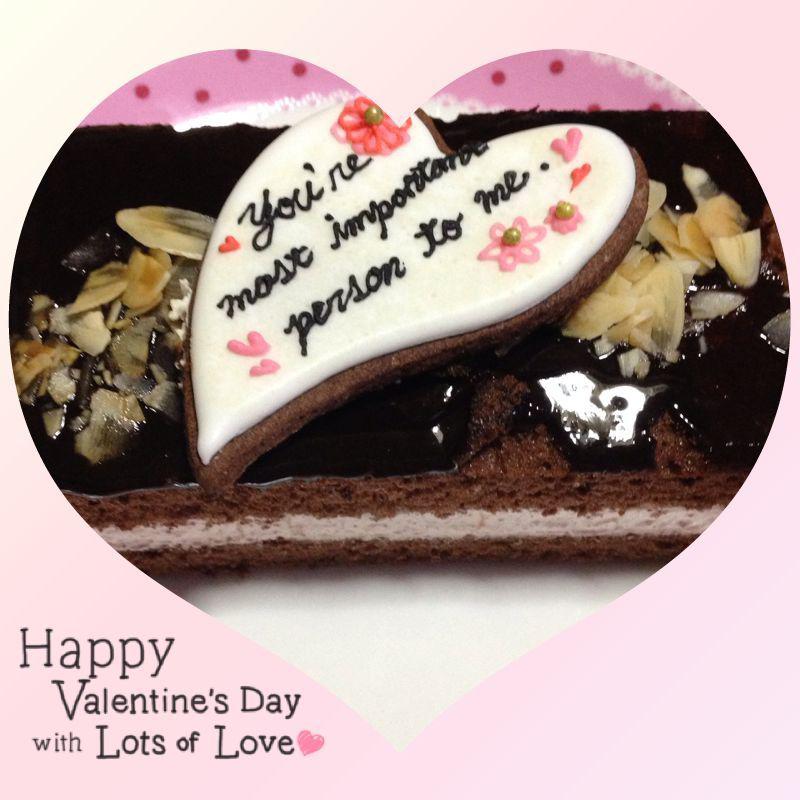 You're
most important
person to me.
Happy
Valentine's Day
with Lots of Love